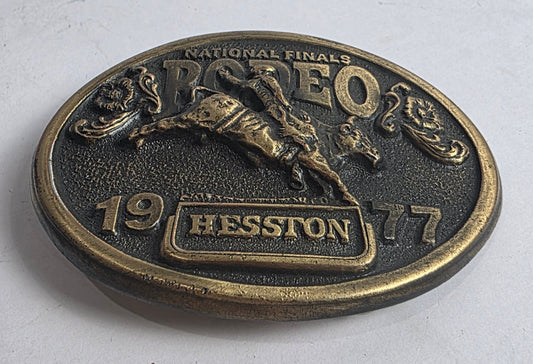 NATIONAL FINALS
RODEO
19 77
HESSTON